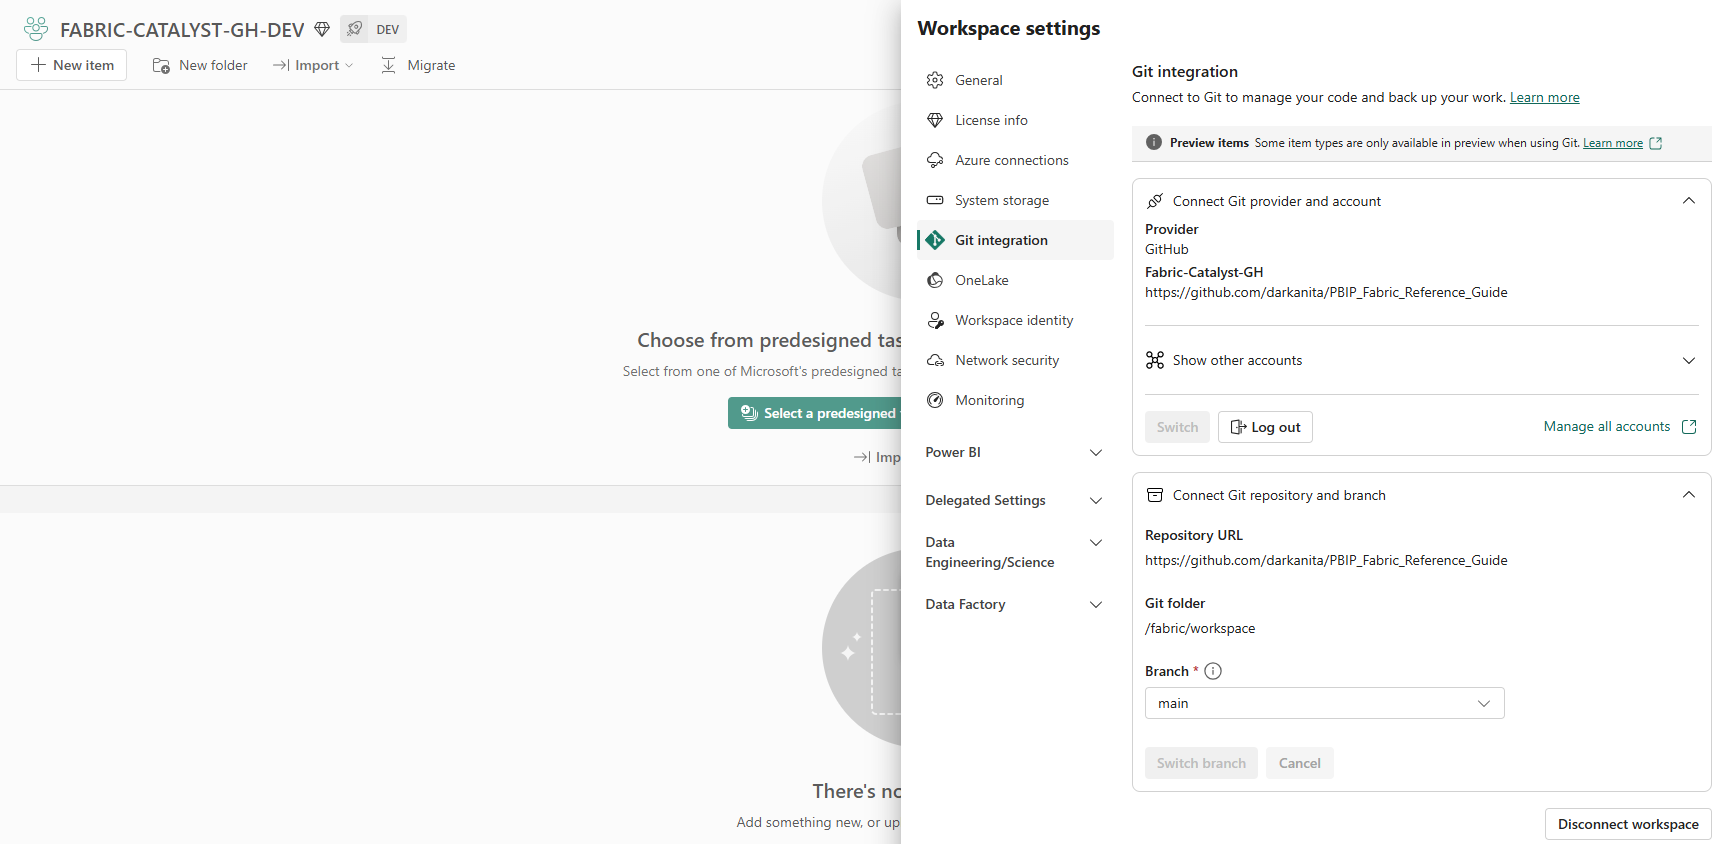 FABRIC-CATALYST-GH-DEV
DEV
New item
New folder
Import
Migrate
Choose from predesigned
Select from one of Microsoft's predesigned
Select a predesigned
There's
Add something new, or
Workspace settings
General
License info
Azure connections
System storage
Git integration
OneLake
Workspace identity
Network security
Monitoring
Power BI
Delegated Settings
Data
Engineering/Science
Data Factory
Git integration
Connect to Git to manage your code and back up your work. Learn more
Preview items Some item types are only available in preview when using Git. Learn more
Connect Git provider and account
Provider
GitHub
Fabric-Catalyst-GH
https://github.com/darkanita/PBIP_Fabric_Reference_Guide
Show other accounts
Switch
Log out
Manage all accounts
Connect Git repository and branch
Repository URL
https://github.com/darkanita/PBIP_Fabric_Reference_Guide
Git folder
/fabric/workspace
Branch *
main
Switch branch
Cancel
Disconnect workspace